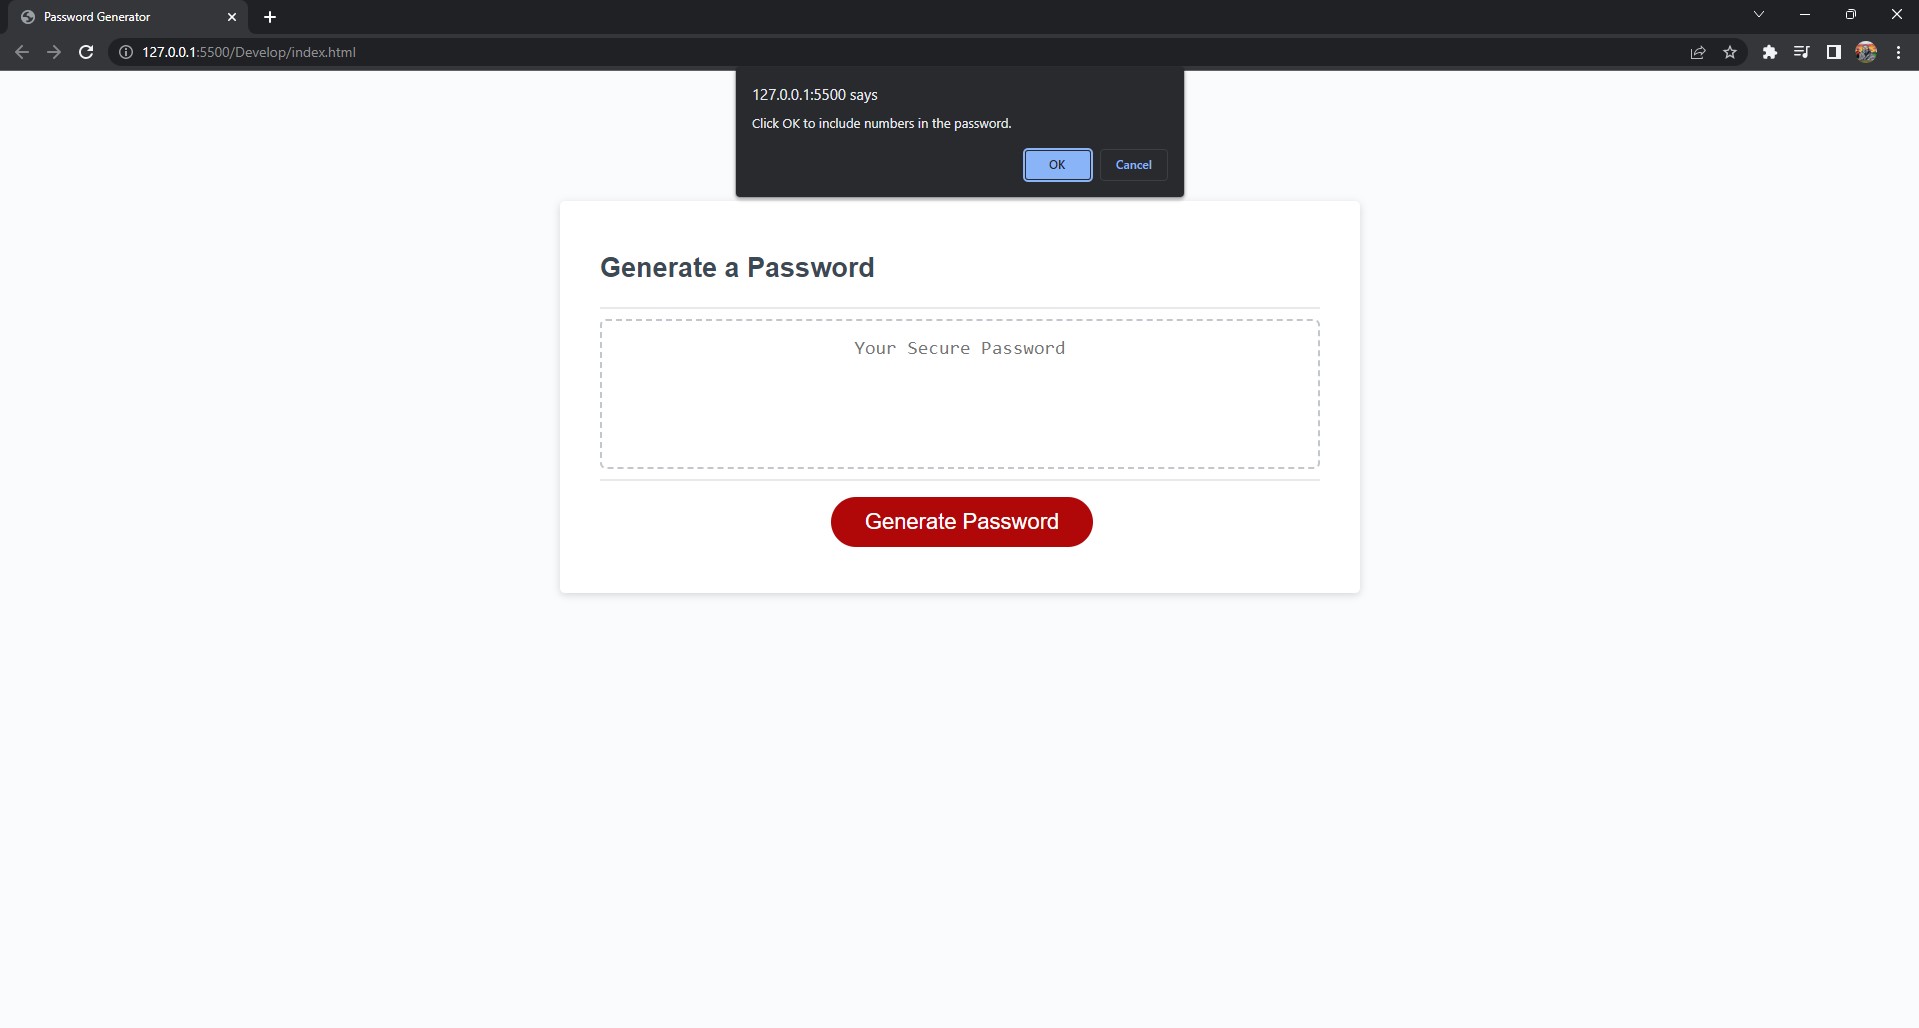 Password Generator
127.0.0.1:5500/Develop/index.html
127.0.0.1:5500 says
Click OK to include numbers in the password.
OK Cancel
Generate a Password
Your Secure Password
Generate Password